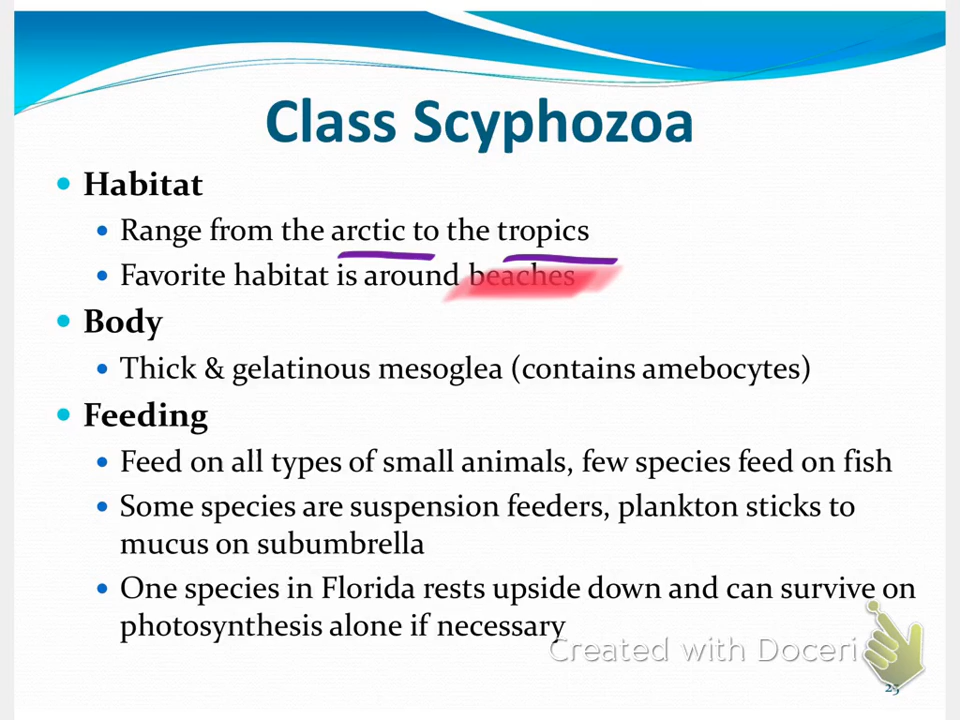 Class Scyphozoa
Habitat
Range from the arctic to the tropics
Favorite habitat is around beaches
Body
Thick & gelatinous mesoglea (contains amebocytes)
Feeding
Feed on all types of small animals, few species feed on fish
Some species are suspension feeders, plankton sticks to
mucus on subumbrella
One species in Florida rests upside down and can survive on
photosynthesis alone if necessary
Created with Doceri